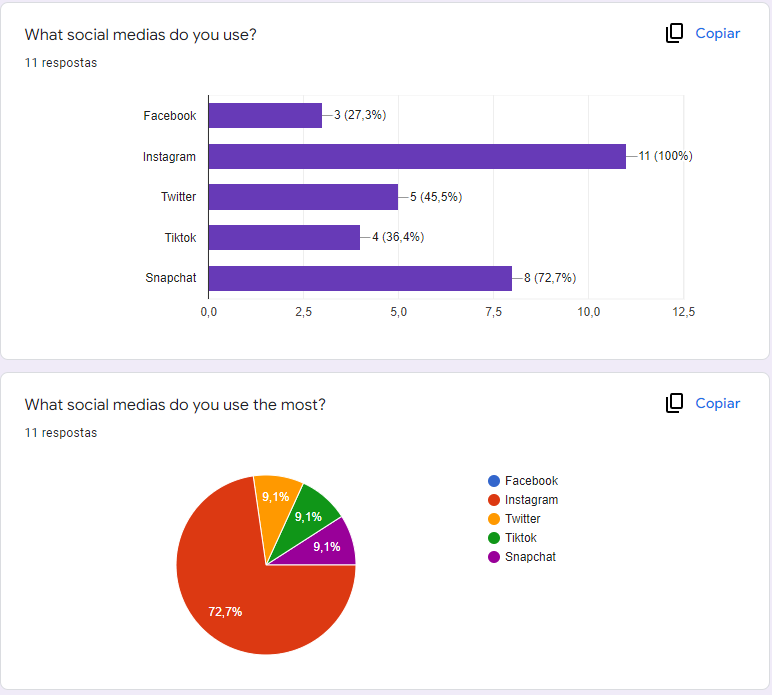 What social medias do you use?
Copiar
11 respostas
Facebook
3 (27,3%)
Instagram
11 (100%)
Twitter
5 (45,5%)
Tiktok
4 (36,4%)
Snapchat
8 (72,7%)
0,0 2,5 5,0 7,5 10,0 12,5
What social medias do you use the most?
Copiar
11 respostas
9,1%
9,1%
9,1%
72,7%
Facebook
Instagram
Twitter
Tiktok
Snapchat